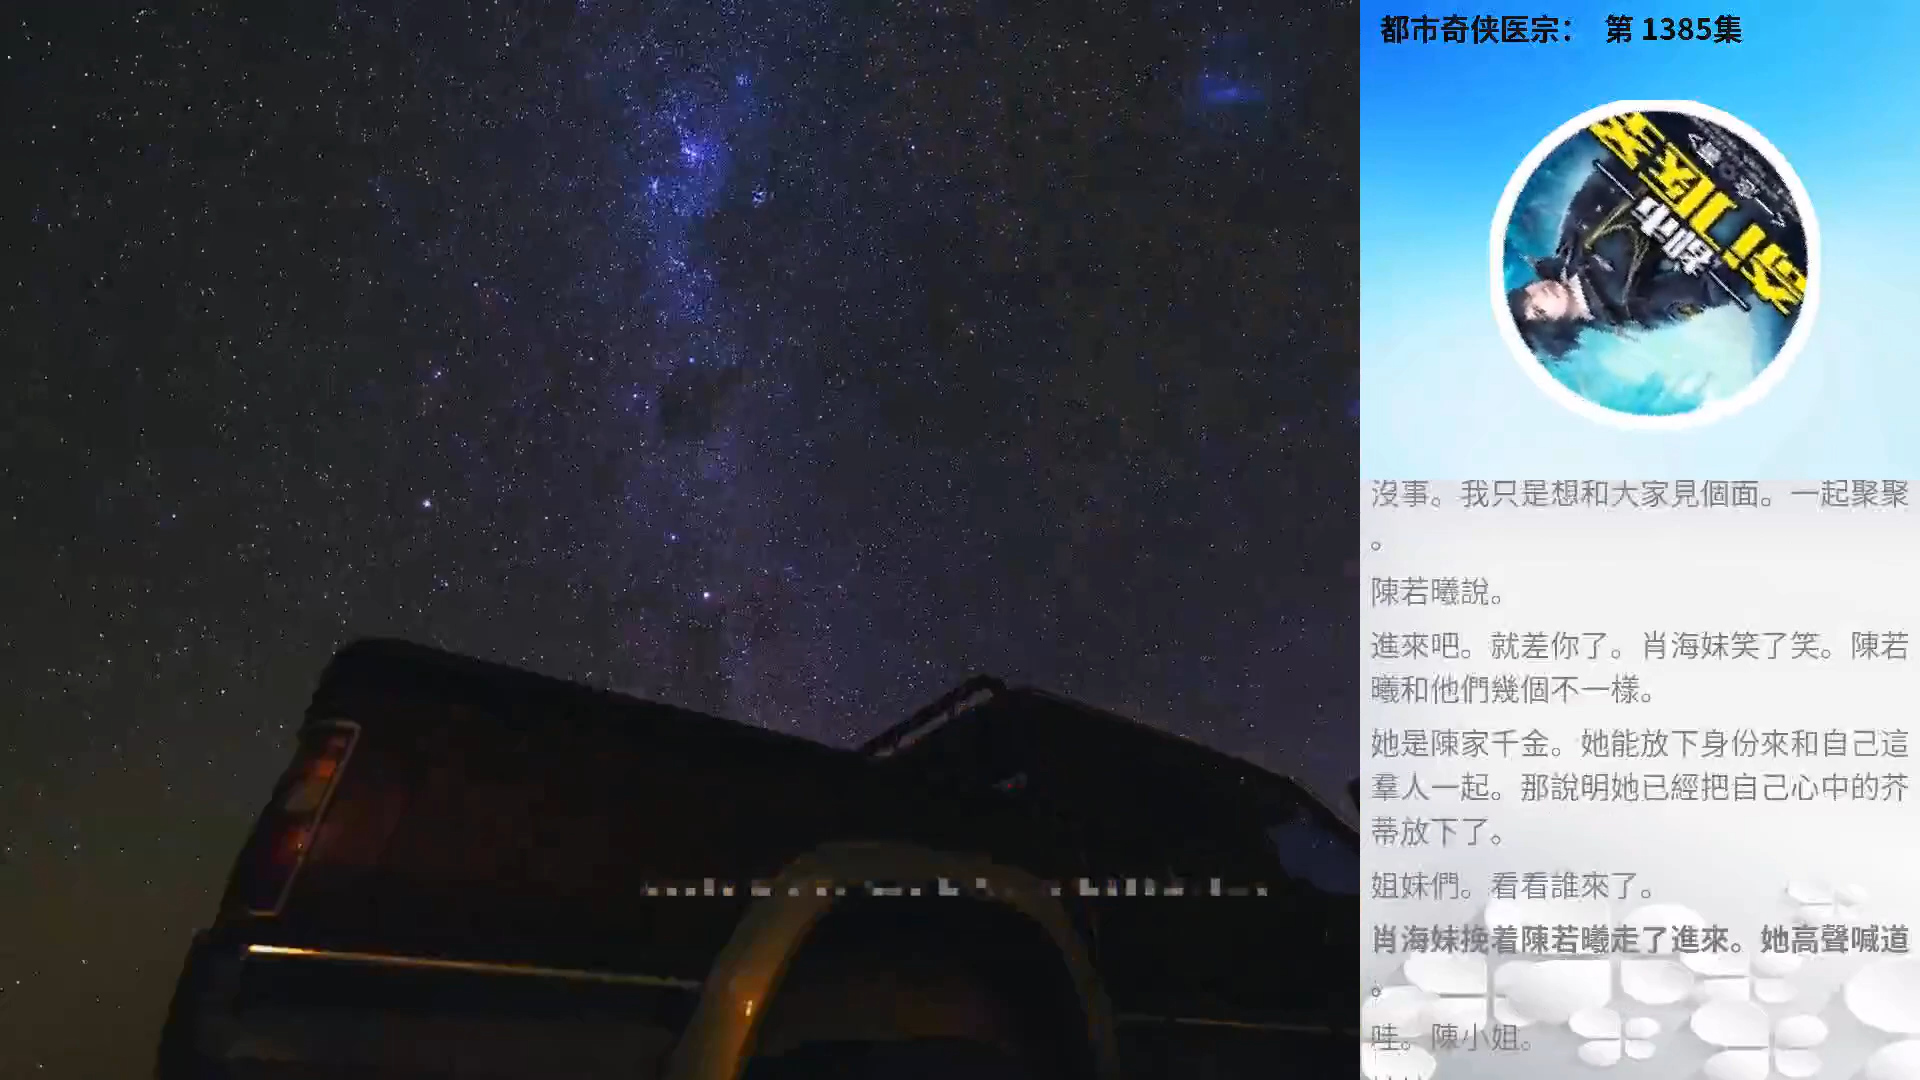 都市奇侠医宗： 第 1385集
都市
沒事。我只是想和大家見個面。一起聚聚
。
陳若曦說。
進來吧。就差你了。肖海妹笑了笑。陳若
曦和他們幾個不一樣。
她是陳家千金。她能放下身份來和自己這
羣人一起。那說明她已經把自己心中的芥
蒂放下了。
姐妹們。看看誰來了。
肖海妹挽着陳若曦走了進來。她高聲喊道
。
哇。陳小姐。